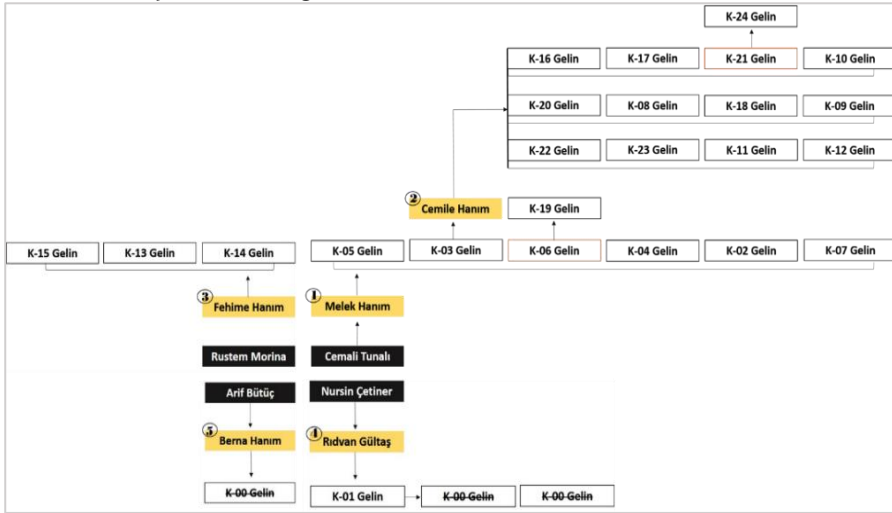 K-24 Gelin
K-16 Gelin K-17 Gelin K-21 Gelin K-10 Gelin
K-20 Gelin K-08 Gelin K-18 Gelin K-09 Gelin
K-22 Gelin K-23 Gelin K-11 Gelin K-12 Gelin
2 Cemile Hanım K-19 Gelin
K-15 Gelin K-13 Gelin K-14 Gelin K-05 Gelin K-03 Gelin K-06 Gelin K-04 Gelin K-02 Gelin K-07 Gelin
3 Fehime Hanım 1 Melek Hanım
Rustem Morina Cemali Tunalı
Arif Bütüç Nursin Çetiner
5 Berna Hanım 4 Rıdvan Gültaş
K-00 Gelin K-01 Gelin K-00 Gelin K-00 Gelin